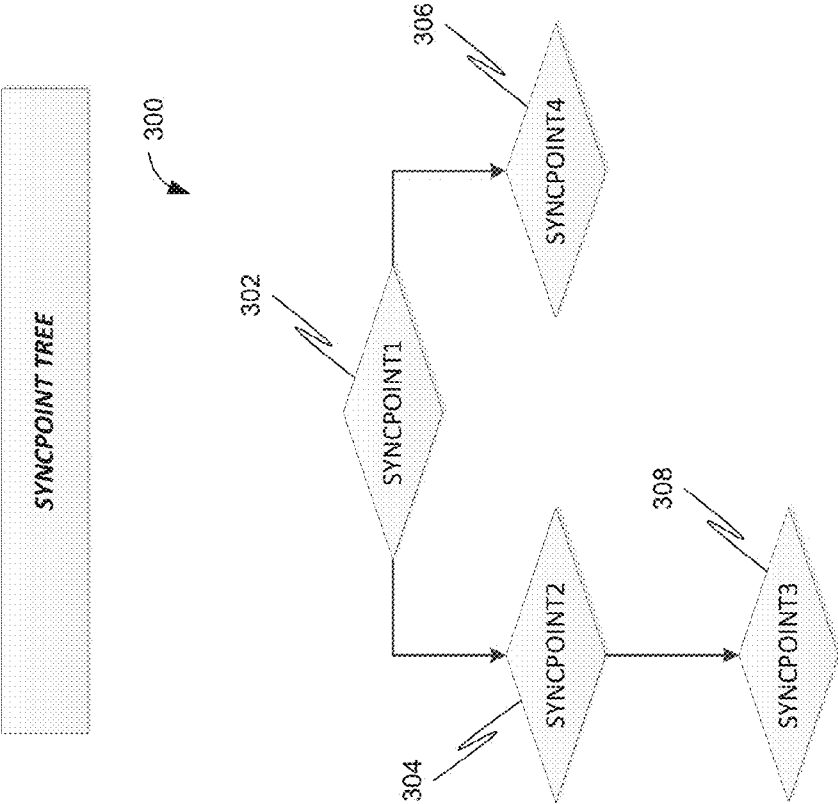 SYNCPOINT TREE
300
302
SYNCPOINT1
304
SYNCPOINT2
306
SYNCPOINT4
308
SYNCPOINT3